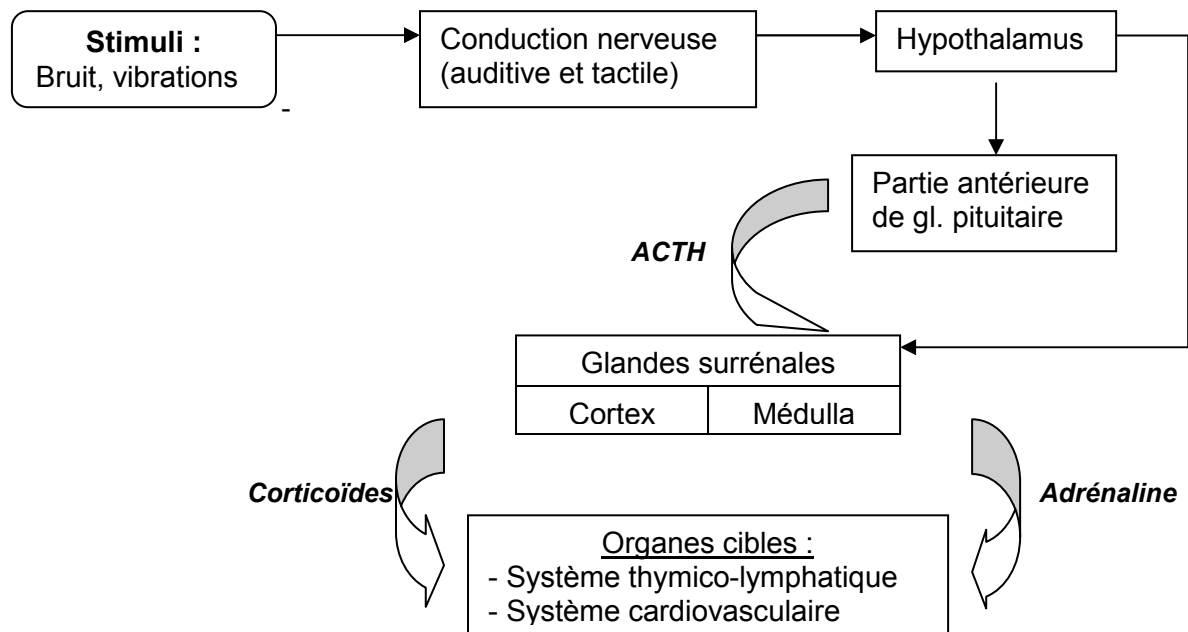 Stimuli :
Bruit, vibrations
-
Conduction nerveuse
(auditive et tactile)
Hypothalamus
Partie antérieure
de gl. pituitaire
ACTH
Glandes surrénales
Cortex
Médulla
Corticoïdes
Adrénaline
Organes cibles :
- Système thymico-lymphatique
- Système cardiovasculaire